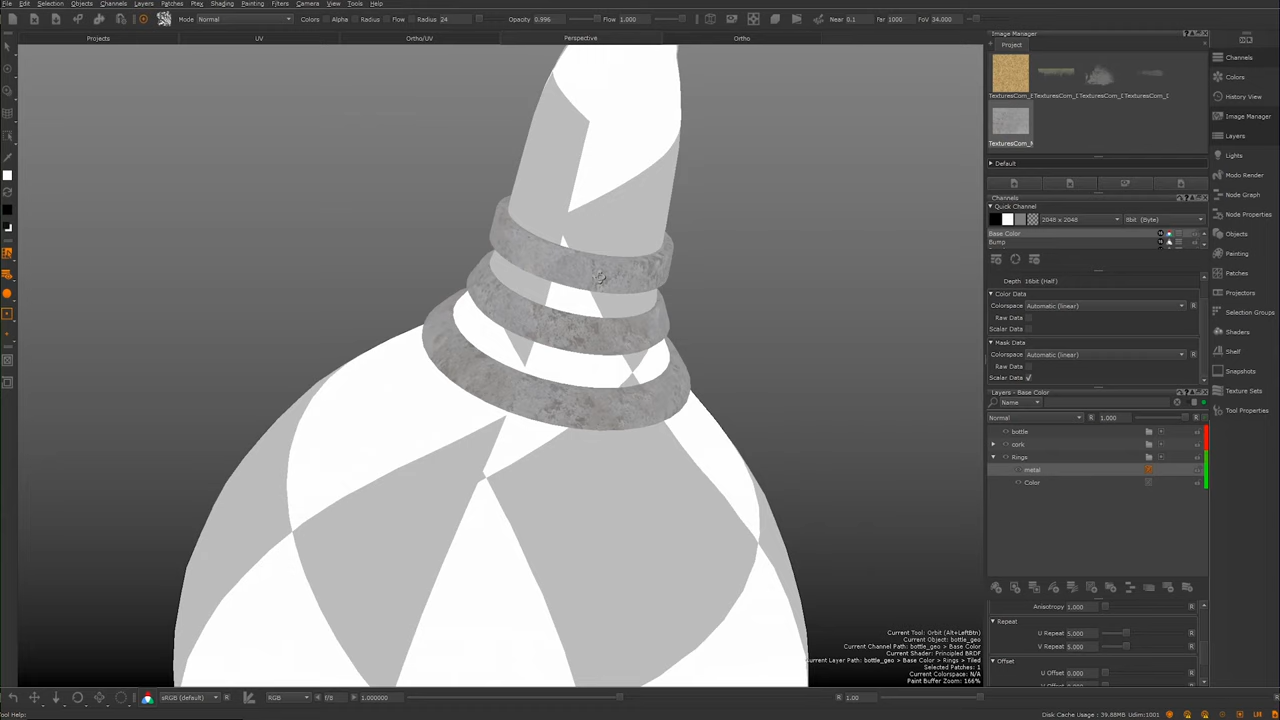 File Edit Selection Tools View Objects Channels Layers Patches Shading Painting Filters Camera Plex Tools Help
Mode Normal Colors Alpha Radius Flow Radius 24 Opacity 0.996 Flow 1.000 Near 0.1 Far 1000 FoV 34.000
Projects UV Ortho/UV Perspective Ortho
Image Manager
Project
Default
Channels
Quick Channel
2048 x 2048 8bit (Byte)
Base Color
Bump
Depth 16bit (Half)
Color Data
Colorspace Automatic (linear) R
Raw Data
Scalar Data
Mask Data
Colorspace Automatic (linear) R
Raw Data
Scalar Data
Layers - Base Color
Name
Normal 1.000 R
bottle
cork
Rings
metal
Color
Anisotropy 1.000 R
Repeat
U Repeat 5.000 R
V Repeat 5.000 R
Offset
U Offset 0.000 R
Channels
Colors
History View
Image Manager
Layers
Lights
Modo Render
Node Graph
Node Properties
Objects
Painting
Patches
Projectors
Selection Groups
Shaders
Shelf
Snapshots
Texture Sets
Tool Properties
Current Tool: Orbit (Alt+LeftBtn)
Current Object: bottle_geo
Current Channel Path: bottle_geo > Base Color
Current Shader: Principled BRDF
Current Layer Path: bottle_geo > Base Color > Rings > Tiled
Selected Patches: 1
Current Colorspace: N/A
Paint Buffer Zoom: 166%
sRGB (default) RGB f/8 1.000000 1.00
Tool Help: Disk Cache Usage : 39.88MB Udim:1001